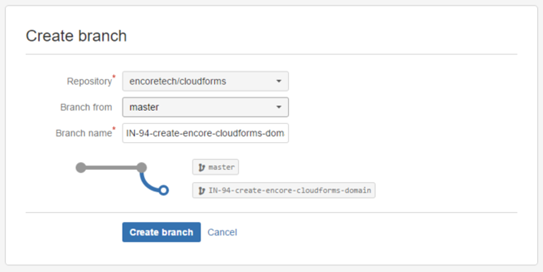 Create branch
Repository* encoretech/cloudforms
Branch from master
Branch name* IN-94-create-encore-cloudforms-dom
master
IN-94-create-encore-cloudforms-domain
Create branch Cancel